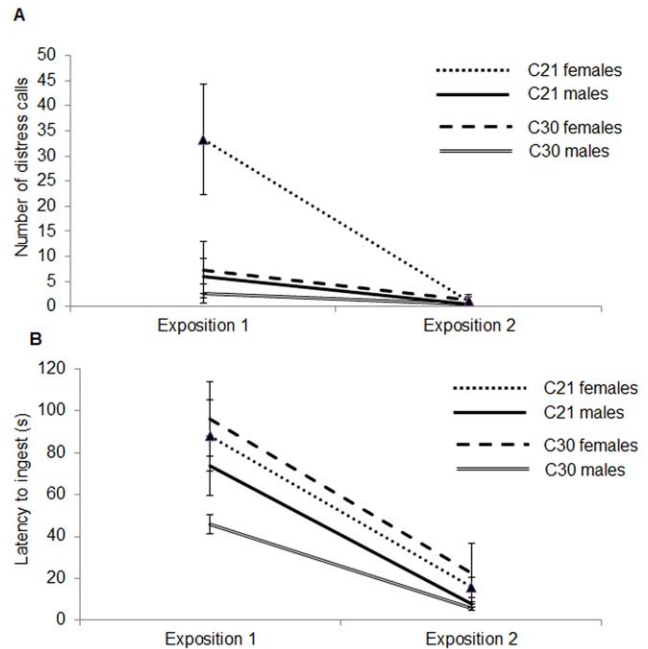 A
Number of distress calls
50
45
40
35
30
25
20
15
10
5
0
C21 females
C21 males
C30 females
C30 males
Exposition 1 Exposition 2
B
Latency to ingest (s)
120
100
80
60
40
20
0
C21 females
C21 males
C30 females
C30 males
Exposition 1 Exposition 2